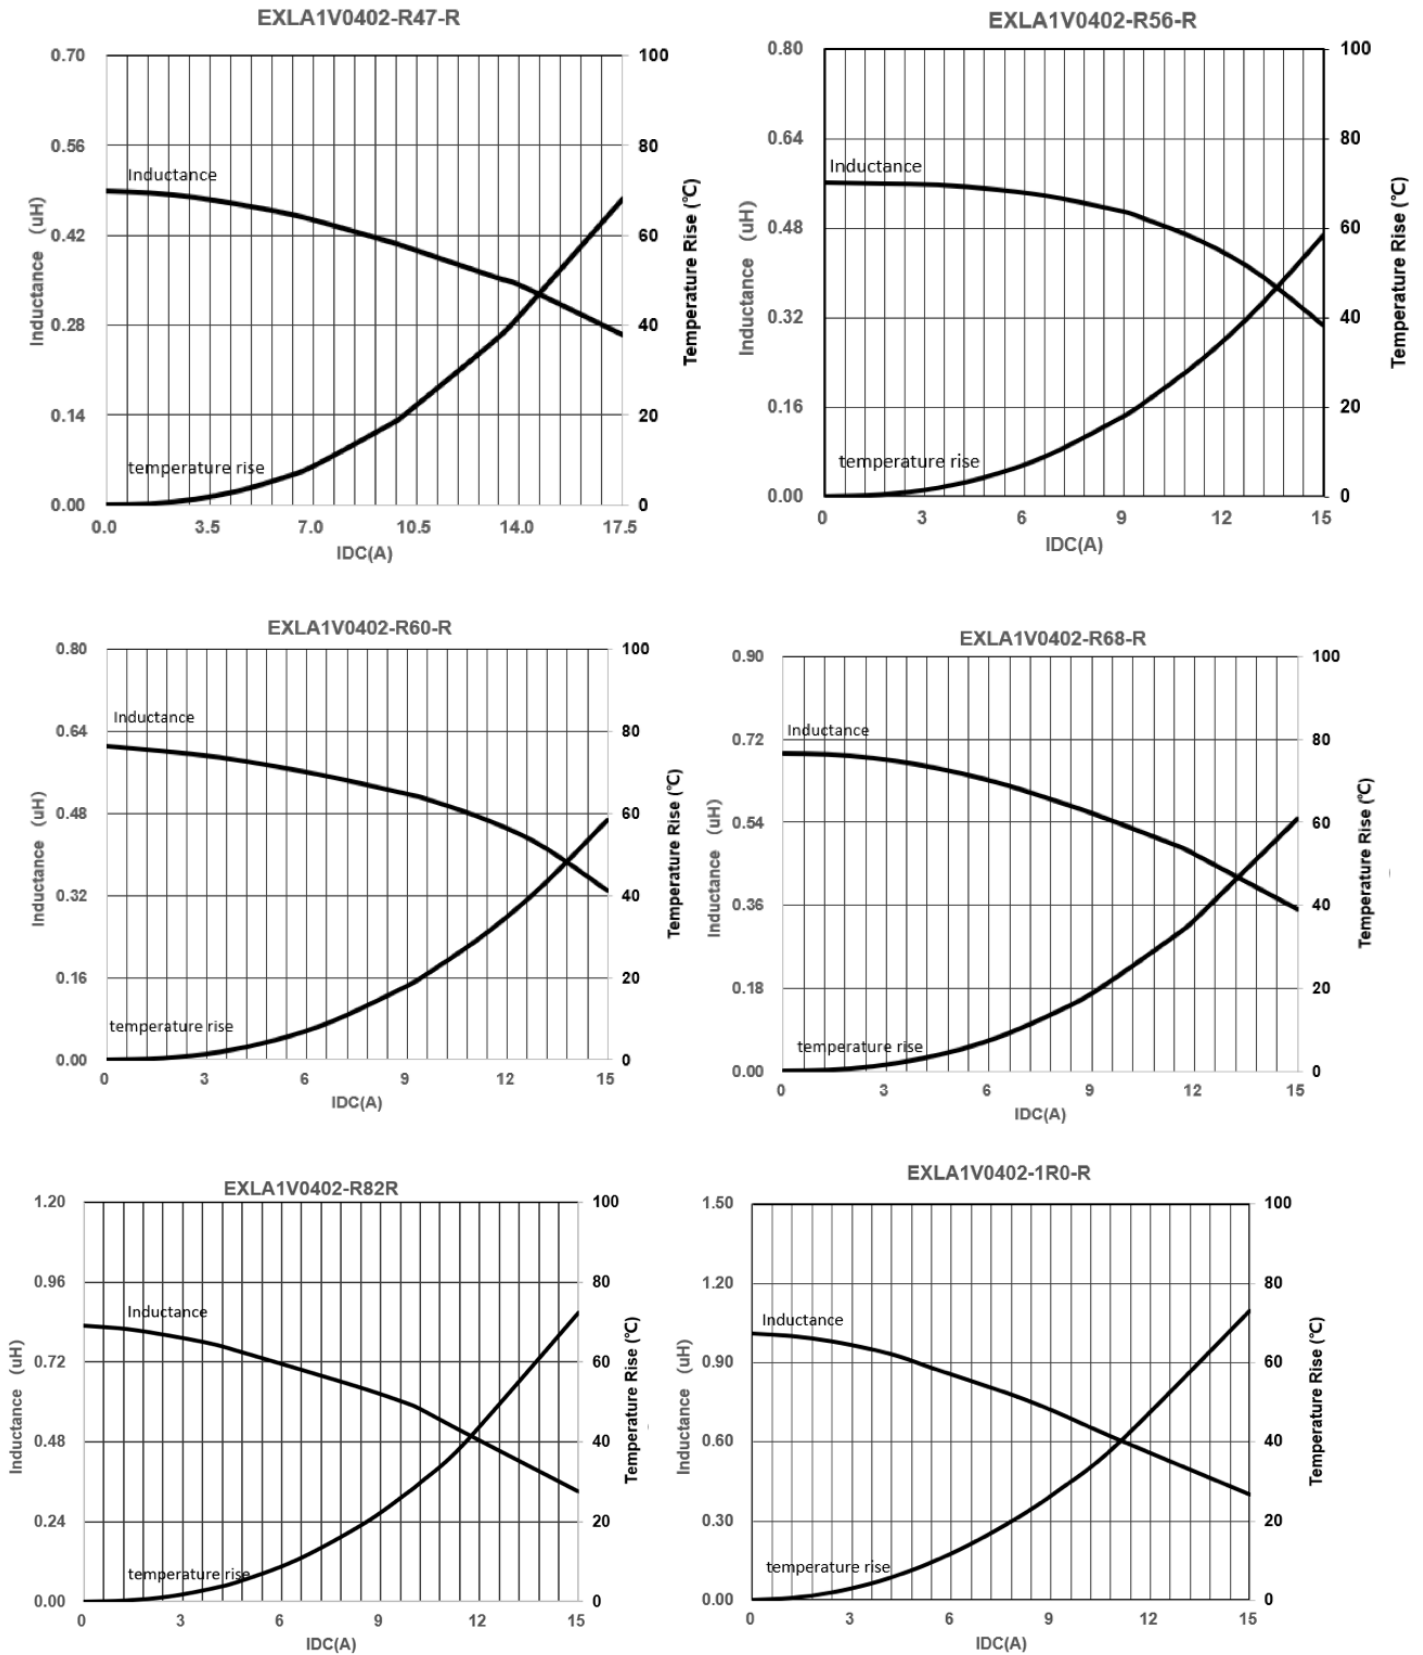 EXLA1V0402-R47-R
0.70
0.56
0.42
0.28
0.14
0.00
100
80
60
40
20
0
0.0 3.5 7.0 10.5 14.0 17.5
Inductance (uH)
Temperature Rise (℃)
Inductance
temperature rise
IDC(A)
EXLA1V0402-R56-R
0.80
0.64
0.48
0.32
0.16
0.00
100
80
60
40
20
0
0 3 6 9 12 15
Inductance (uH)
Temperature Rise (℃)
Inductance
temperature rise
IDC(A)
EXLA1V0402-R60-R
0.80
0.64
0.48
0.32
0.16
0.00
100
80
60
40
20
0
0 3 6 9 12 15
Inductance (uH)
Temperature Rise (℃)
Inductance
temperature rise
IDC(A)
EXLA1V0402-R68-R
0.90
0.72
0.54
0.36
0.18
0.00
100
80
60
40
20
0
0 3 6 9 12 15
Inductance (uH)
Temperature Rise (℃)
Inductance
temperature rise
IDC(A)
EXLA1V0402-R82R
1.20
0.96
0.72
0.48
0.24
0.00
100
80
60
40
20
0
0 3 6 9 12 15
Inductance (uH)
Temperature Rise (℃)
Inductance
temperature rise
IDC(A)
EXLA1V0402-1R0-R
1.50
1.20
0.90
0.60
0.30
0.00
100
80
60
40
20
0
0 3 6 9 12 15
Inductance (uH)
Temperature Rise (℃)
Inductance
temperature rise
IDC(A)